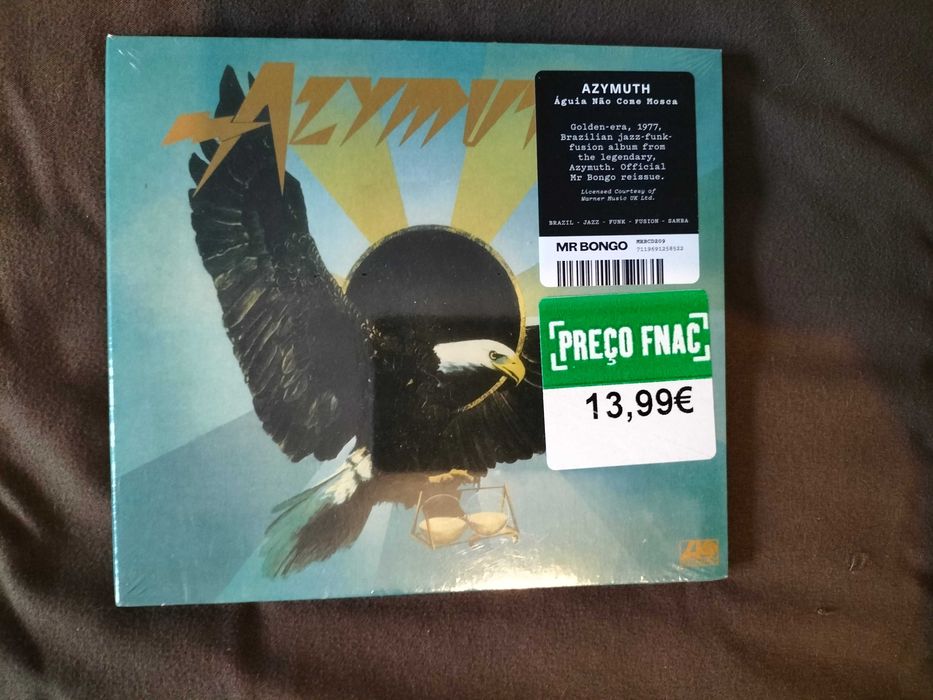 AZYMU
AZYMUTH
Águia Não Come Mosca
Golden-era, 1977,
Brazilian jazz-funk-
fusion album from
the legendary,
Azymuth. Official
Mr Bongo reissue.
Licensed Courtesy of
Warner Music UK Ltd.
BRAZIL - JAZZ - FUNK - FUSION - SAMBA
MR BONGO
MRBCD209
7119691258522
PREÇO FNAC
13,99€